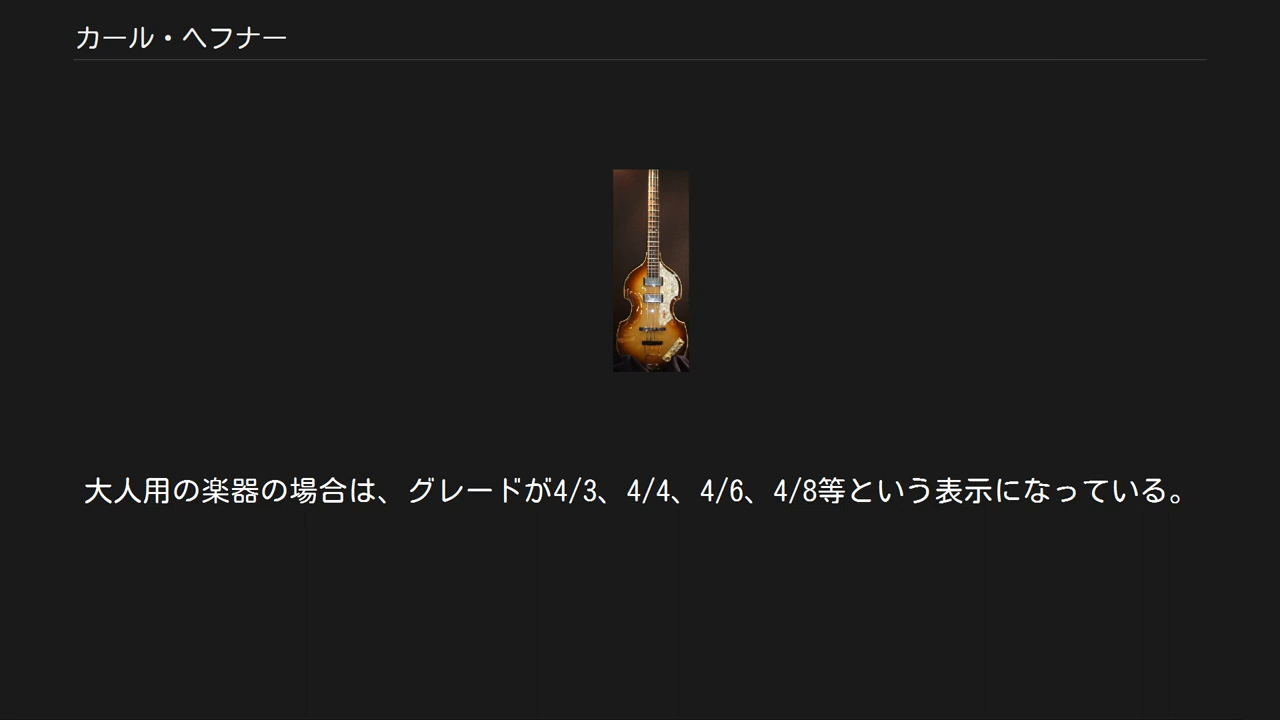 カール・ヘフナー
大人用の楽器の場合は、グレードが4/3、4/4、4/6、4/8等という表示になっている。